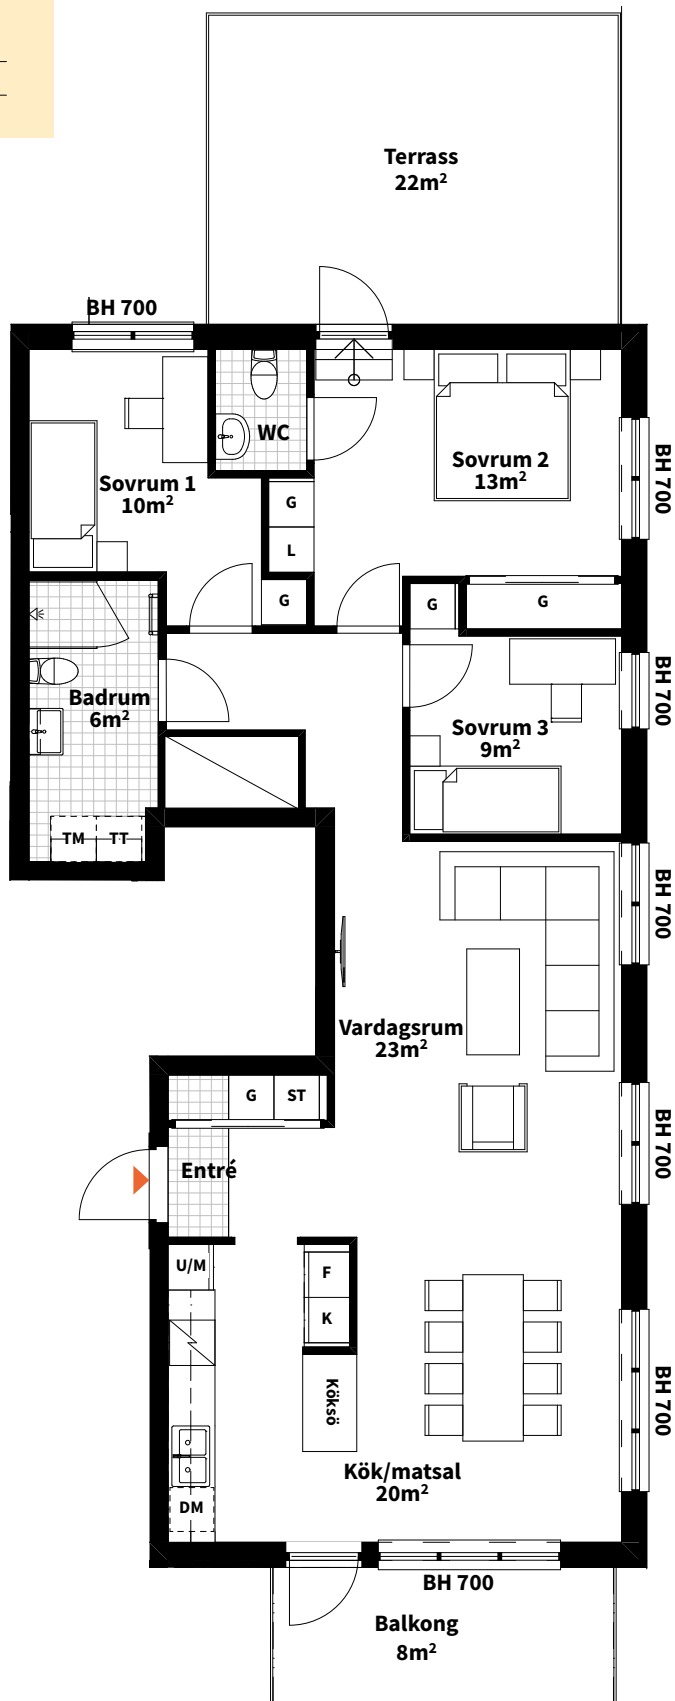 Terrass
22m²
BH 700
WC
Sovrum 2
13m²
BH 700
Sovrum 1
10m²
G
L
G
G
G
BH 700
Badrum
6m²
Sovrum 3
9m²
TM
TT
BH 700
Vardagsrum
23m²
G
ST
BH 700
Entré
U/M
F
K
BH 700
Köksö
Kök/matsal
20m²
DM
BH 700
Balkong
8m²